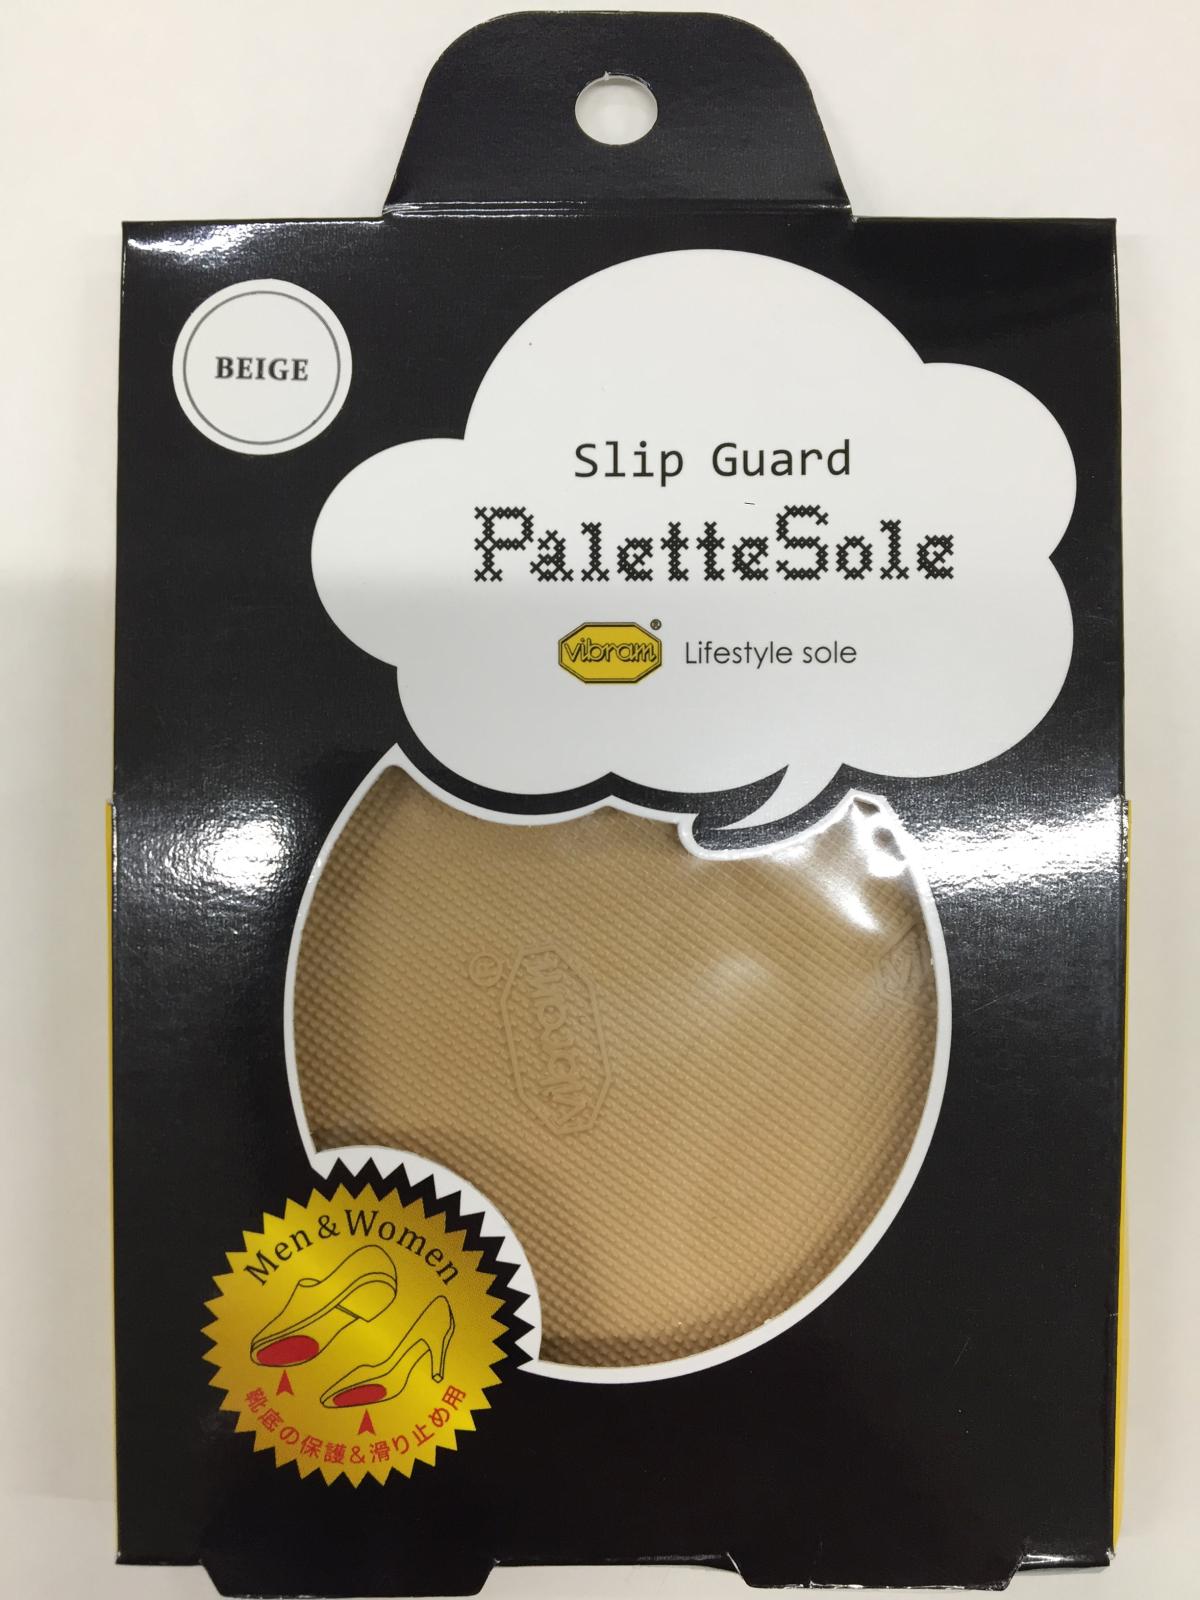 BEIGE
Slip Guard
PaletteSole
vibram® Lifestyle sole
vibram
Men & Women
靴底の保護&滑り止め用